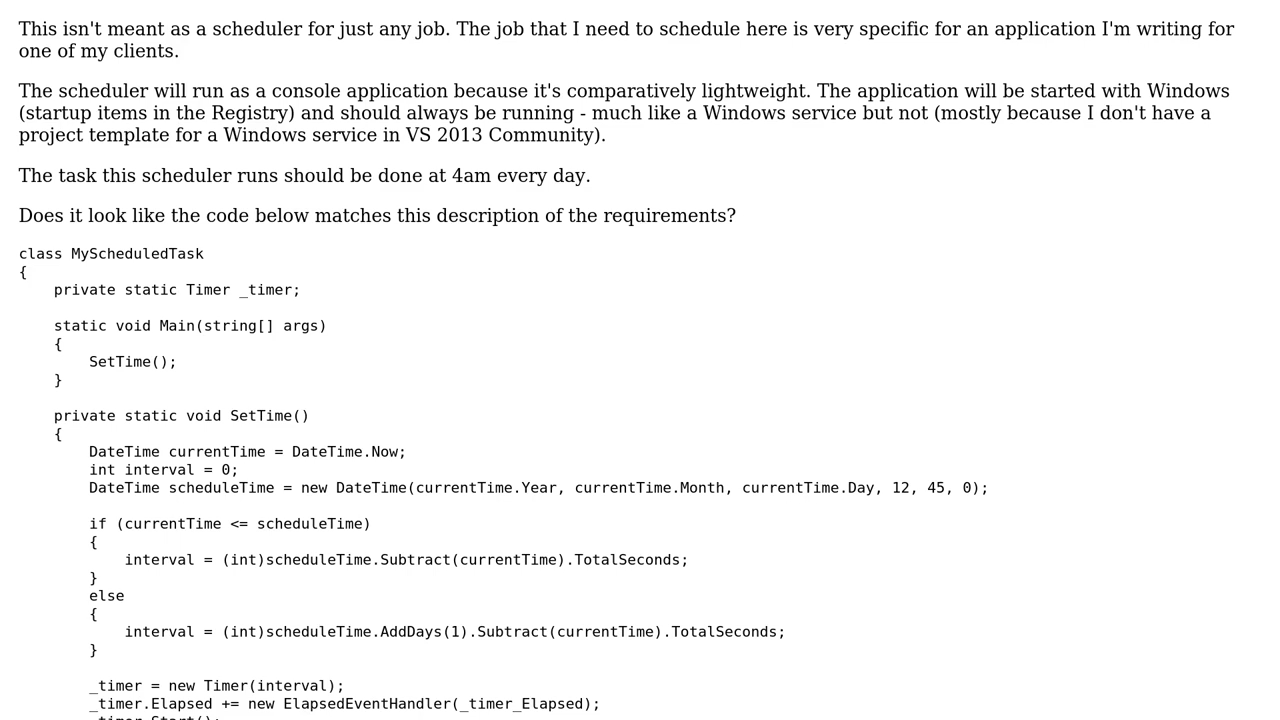 This isn't meant as a scheduler for just any job. The job that I need to schedule here is very specific for an application I'm writing for
one of my clients.
The scheduler will run as a console application because it's comparatively lightweight. The application will be started with Windows
(startup items in the Registry) and should always be running - much like a Windows service but not (mostly because I don't have a
project template for a Windows service in VS 2013 Community).
The task this scheduler runs should be done at 4am every day.
Does it look like the code below matches this description of the requirements?
class MyScheduledTask
{
    private static Timer _timer;
    static void Main(string[] args)
    {
        SetTime();
    }
    private static void SetTime()
    {
        DateTime currentTime = DateTime.Now;
        int interval = 0;
        DateTime scheduleTime = new DateTime(currentTime.Year, currentTime.Month, currentTime.Day, 12, 45, 0);
        if (currentTime <= scheduleTime)
        {
            interval = (int)scheduleTime.Subtract(currentTime).TotalSeconds;
        }
        else
        {
            interval = (int)scheduleTime.AddDays(1).Subtract(currentTime).TotalSeconds;
        }
        _timer = new Timer(interval);
        _timer.Elapsed += new ElapsedEventHandler(_timer_Elapsed);
        _timer.Start();